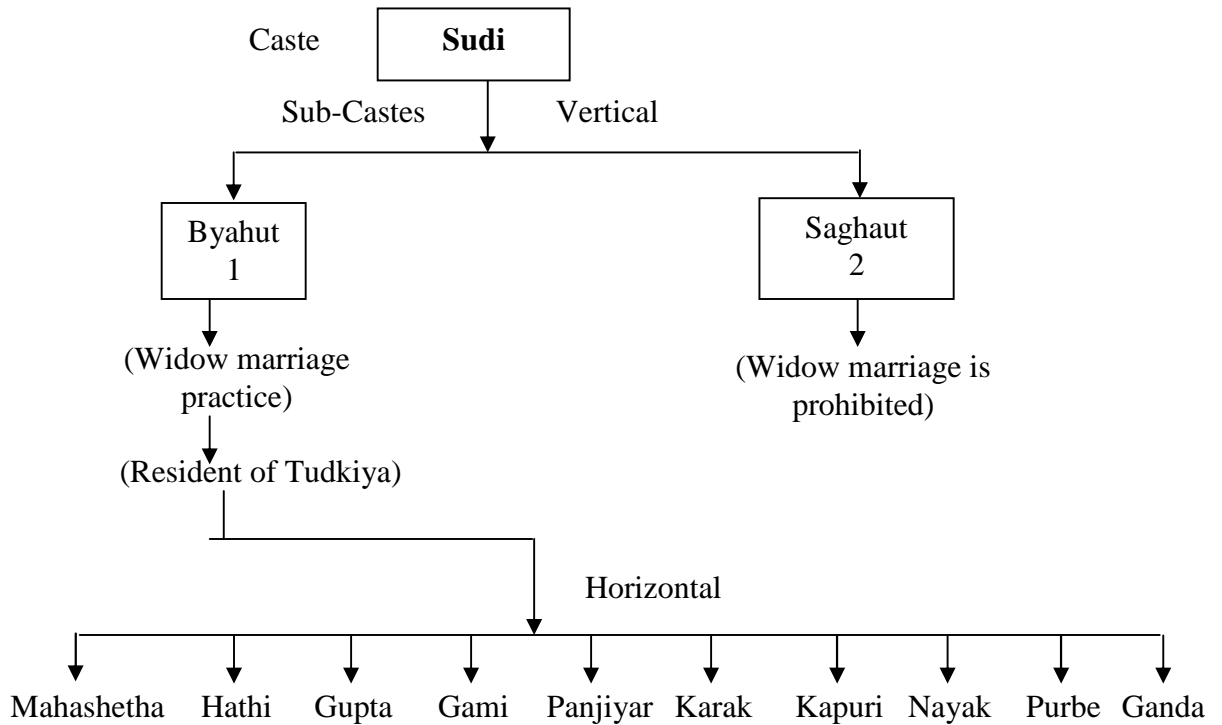 Caste
Sudi
Sub-Castes
Vertical
Byahut
1
Saghaut
2
(Widow marriage
practice)
(Widow marriage is
prohibited)
(Resident of Tudkiya)
Horizontal
Mahashetha Hathi Gupta Gami Panjiyar Karak Kapuri Nayak Purbe Ganda